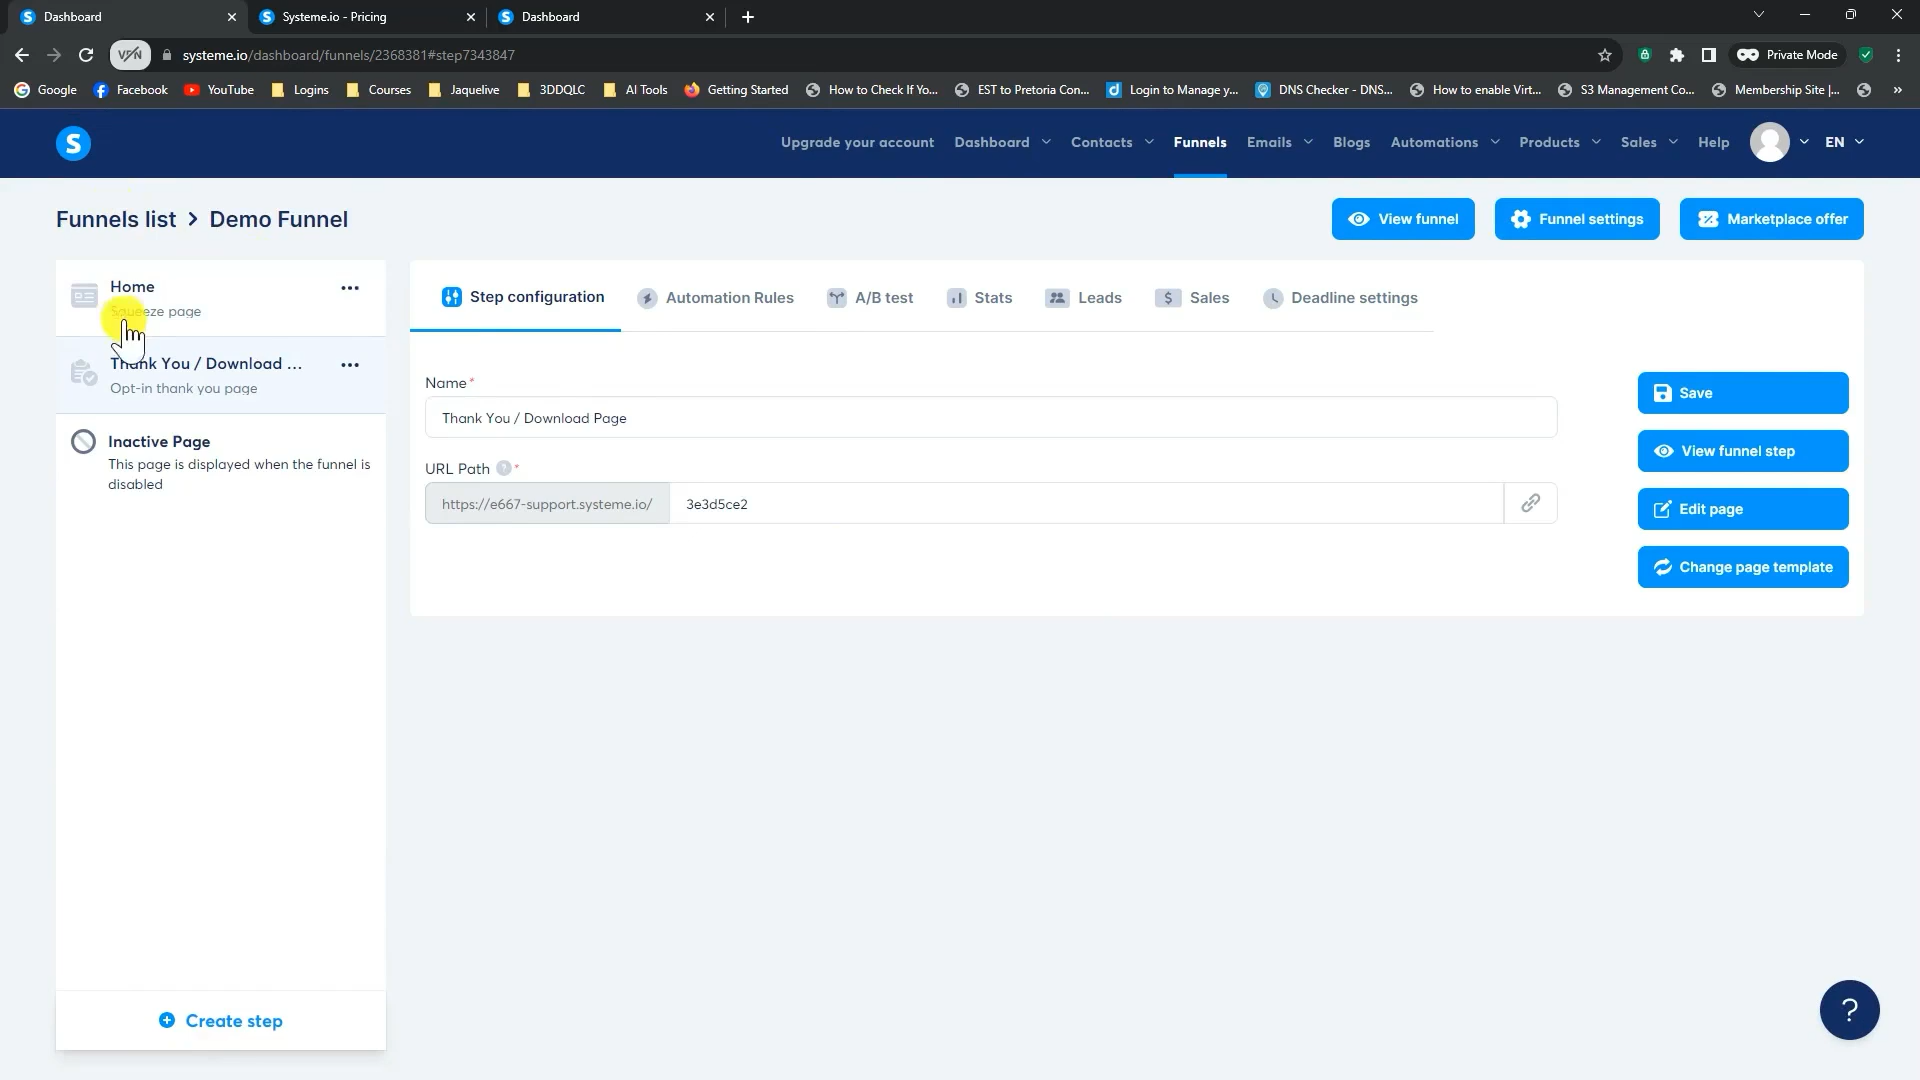 Dashboard
Systeme.io - Pricing
Dashboard
VPN
systeme.io/dashboard/funnels/2368381#step7343847
Private Mode
Google
Facebook
YouTube
Logins
Courses
Jaquelive
3DDQLC
AI Tools
Getting Started
How to Check If Yo...
EST to Pretoria Con...
Login to Manage y...
DNS Checker - DNS...
How to enable Virt...
S3 Management Co...
Membership Site |...
»
S
Upgrade your account
Dashboard
Contacts
Funnels
Emails
Blogs
Automations
Products
Sales
Help
EN
Funnels list > Demo Funnel
View funnel
Funnel settings
Marketplace offer
Home
Squeeze page
Thank You / Download ...
Opt-in thank you page
Inactive Page
This page is displayed when the funnel is
disabled
Create step
Step configuration
Automation Rules
A/B test
Stats
Leads
Sales
Deadline settings
Name*
Thank You / Download Page
URL Path ? *
https://e667-support.systeme.io/
3e3d5ce2
Save
View funnel step
Edit page
Change page template
?